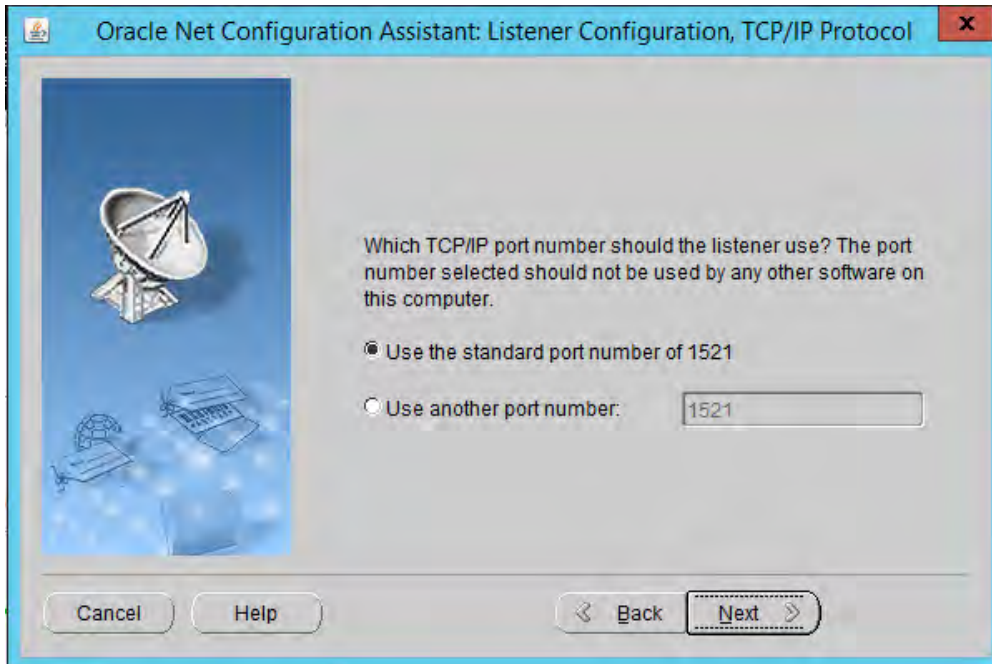 Oracle Net Configuration Assistant: Listener Configuration, TCP/IP Protocol
x
Which TCP/IP port number should the listener use? The port
number selected should not be used by any other software on
this computer.
Use the standard port number of 1521
Use another port number:
1521
Cancel
Help
Back
Next